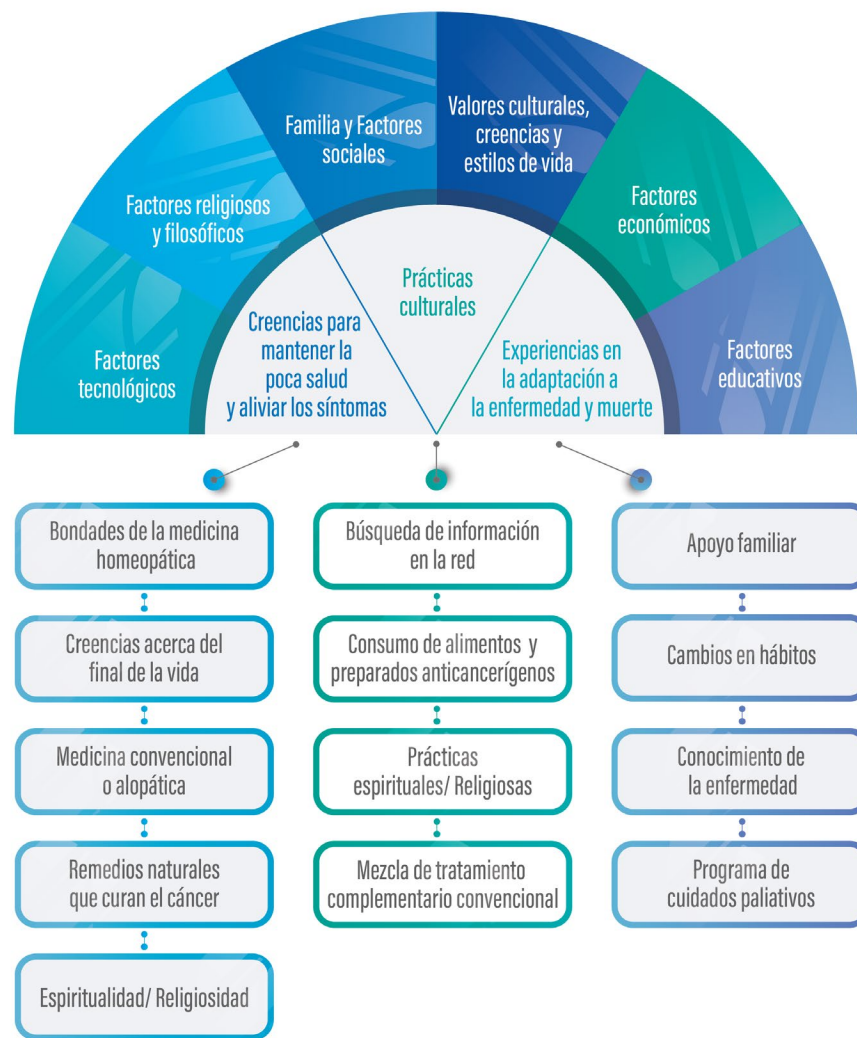 Factores
tecnológicos
Factores religiosos
y filosóficos
Familia y Factores
sociales
Valores culturales,
creencias y
estilos de vida
Factores
económicos
Factores
educativos
Creencias para
mantener la
poca salud
y aliviar los síntomas
Prácticas
culturales
Experiencias en
la adaptación a
la enfermedad y muerte
Bondades de la medicina
homeopática
Creencias acerca del
final de la vida
Medicina convencional
o alopática
Remedios naturales
que curan el cáncer
Espiritualidad/ Religiosidad
Búsqueda de información
en la red
Consumo de alimentos y
preparados anticancerígenos
Prácticas
espirituales/ Religiosas
Mezcla de tratamiento
complementario convencional
Apoyo familiar
Cambios en hábitos
Conocimiento de
la enfermedad
Programa de
cuidados paliativos